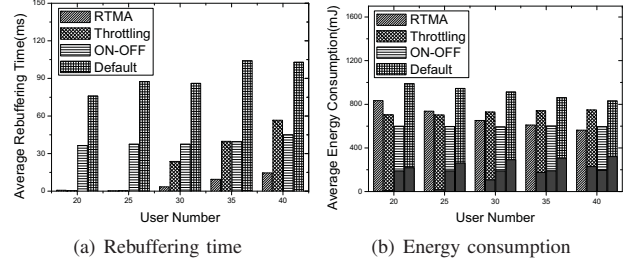 150
120
90
60
30
0
Average Rebuffering Time(ms)
RTMA
Throttling
ON-OFF
Default
20 25 30 35 40
User Number
(a) Rebuffering time
1600
1200
800
400
0
Average Energy Consumption(mJ)
RTMA
Throttling
ON-OFF
Default
20 25 30 35 40
User Number
(b) Energy consumption